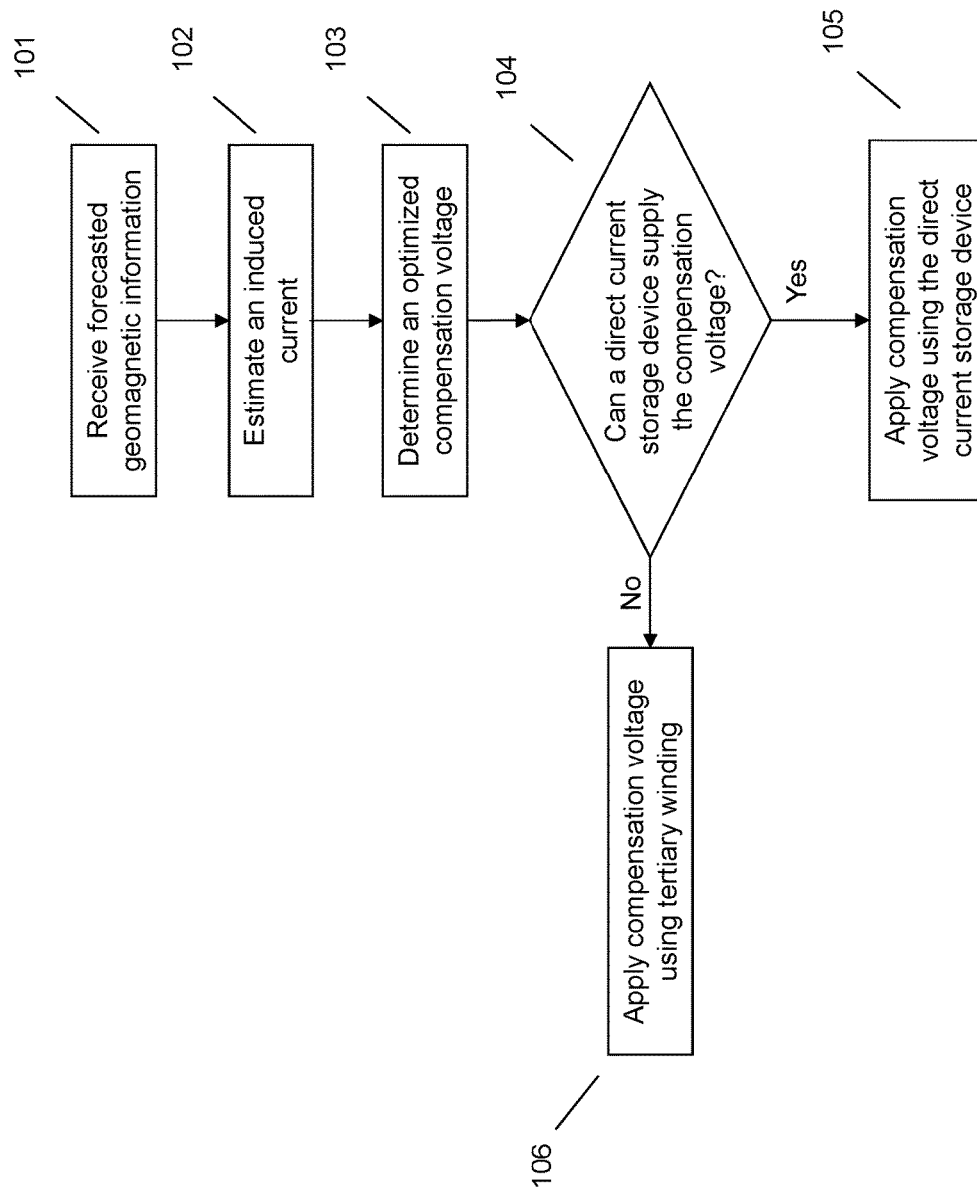 101
Receive forecasted
geomagnetic information
102
Estimate an induced
current
103
Determine an optimized
compensation voltage
104
Can a direct current
storage device supply
the compensation
voltage?
No
Yes
105
Apply compensation
voltage using the direct
current storage device
106
Apply compensation voltage
using tertiary winding